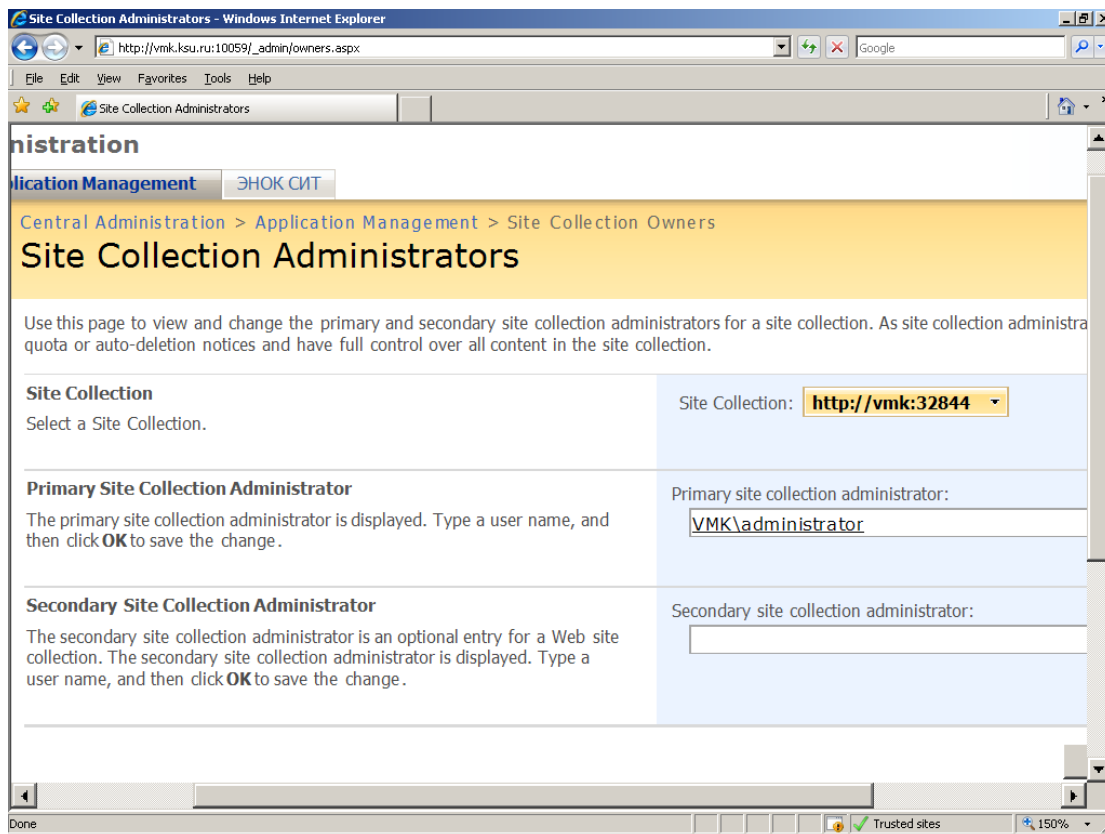 Site Collection Administrators - Windows Internet Explorer
http://vmk.ksu.ru:10059/_admin/owners.aspx
Google
File Edit View Favorites Tools Help
Site Collection Administrators
nistration
lication Management ЭНОК СИТ
Central Administration > Application Management > Site Collection Owners
Site Collection Administrators
Use this page to view and change the primary and secondary site collection administrators for a site collection. As site collection administra
quota or auto-deletion notices and have full control over all content in the site collection.
Site Collection
Select a Site Collection.
Site Collection: http://vmk:32844
Primary Site Collection Administrator
The primary site collection administrator is displayed. Type a user name, and
then click OK to save the change.
Primary site collection administrator:
VMK\administrator
Secondary Site Collection Administrator
The secondary site collection administrator is an optional entry for a Web site
collection. The secondary site collection administrator is displayed. Type a
user name, and then click OK to save the change.
Secondary site collection administrator:
Done
Trusted sites
150%